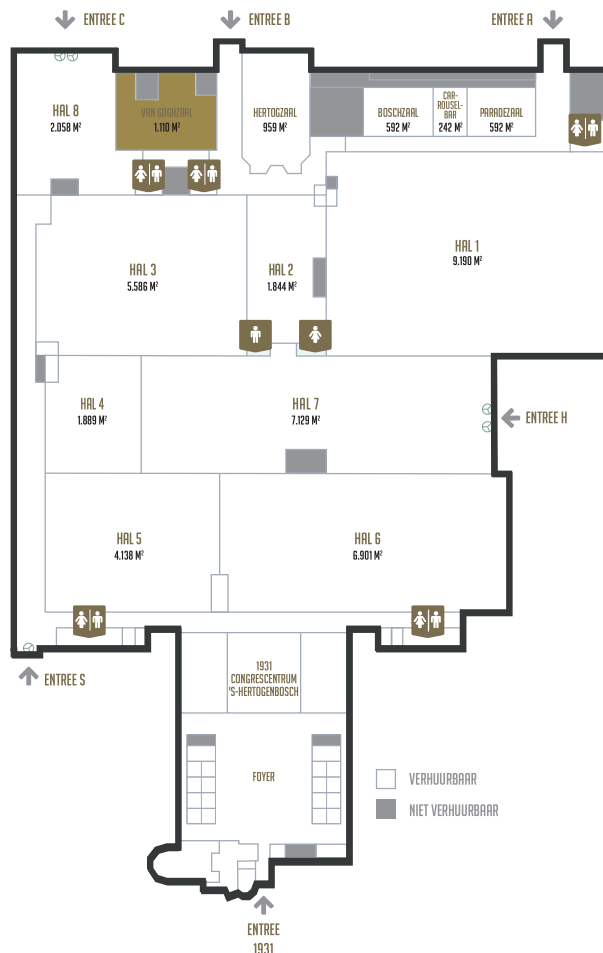 ENTREE C
ENTREE B
ENTREE A
HAL 8
2.058 M²
VAN GOGHZAAL
1.110 M²
HERTOGZAAL
959 M²
BOSCHZAAL
592 M²
CAR-
ROUSEL-
BAR
242 M²
PARADEZAAL
592 M²
HAL 3
5.586 M²
HAL 2
1.844 M²
HAL 1
9.190 M²
HAL 4
1.889 M²
HAL 7
7.129 M²
ENTREE H
HAL 5
4.138 M²
HAL 6
6.901 M²
ENTREE S
1931
CONGRESCENTRUM
'S-HERTOGENBOSCH
FOYER
VERHUURBAAR
NIET VERHUURBAAR
ENTREE
1931